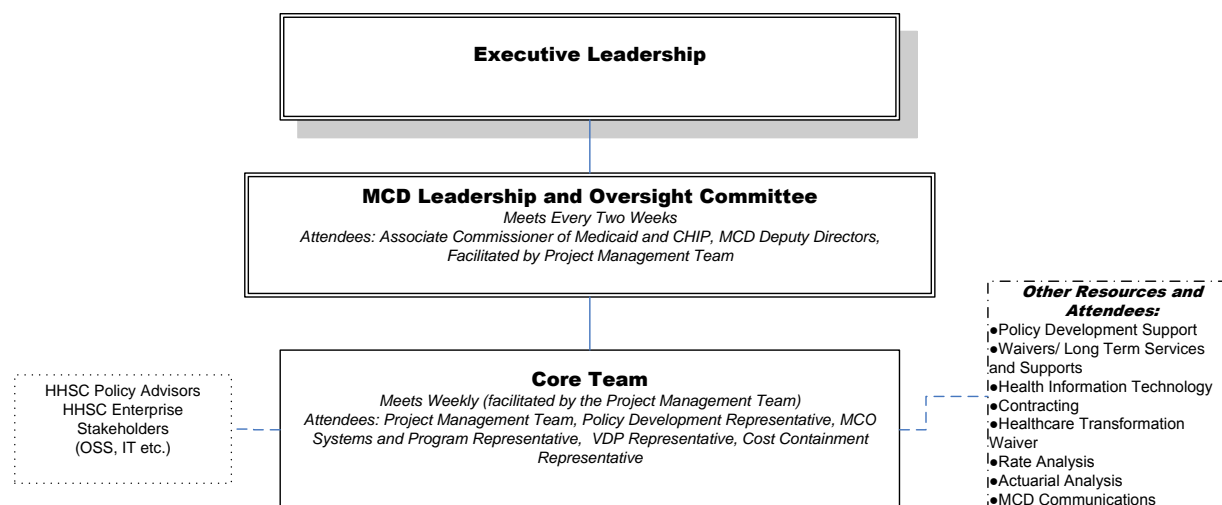 Executive Leadership
MCD Leadership and Oversight Committee
Meets Every Two Weeks
Attendees: Associate Commissioner of Medicaid and CHIP, MCD Deputy Directors,
Facilitated by Project Management Team
Core Team
Meets Weekly (facilitated by the Project Management Team)
Attendees: Project Management Team, Policy Development Representative, MCO
Systems and Program Representative, VDP Representative, Cost Containment
Representative
HHSC Policy Advisors
HHSC Enterprise
Stakeholders
(OSS, IT etc.)
Other Resources and
Attendees:
●Policy Development Support
●Waivers/ Long Term Services
and Supports
●Health Information Technology
●Contracting
●Healthcare Transformation
Waiver
●Rate Analysis
●Actuarial Analysis
●MCD Communications